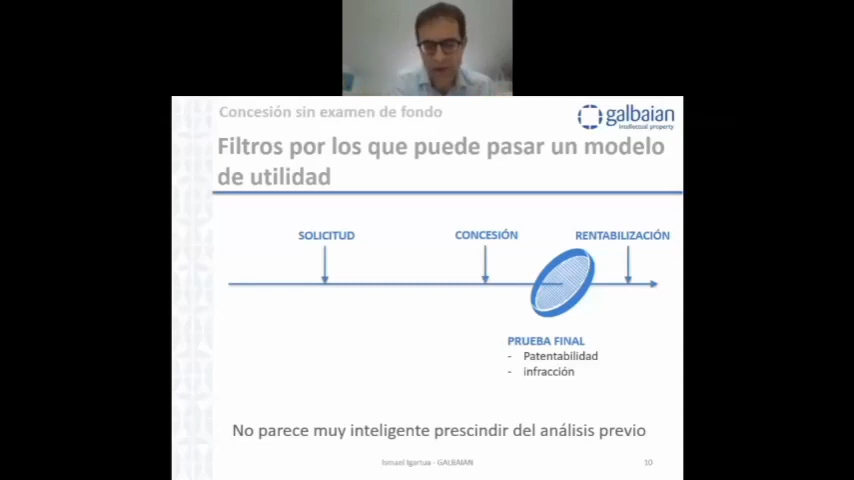 Concesión sin examen de fondo
galbaian
intellectual property
Filtros por los que puede pasar un modelo
de utilidad
SOLICITUD
CONCESIÓN
RENTABILIZACIÓN
PRUEBA FINAL
- Patentabilidad
- infracción
No parece muy inteligente prescindir del análisis previo
Ismael Igartua - GALBAIAN
10